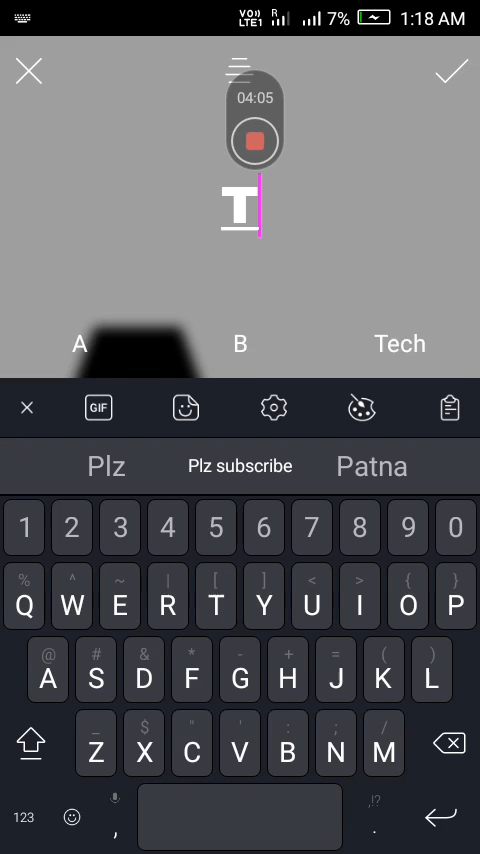 VO)) LTE1 R 7% 1:18 AM
04:05
T
A B Tech
GIF
Plz Plz subscribe Patna
1 2 3 4 5 6 7 8 9 0
% ^ ~ | [ ] < > { }
Q W E R T Y U I O P
@ # & * - + = ( )
A S D F G H J K L
_ $ " ' : ; /
Z X C V B N M
,!?
123 , .